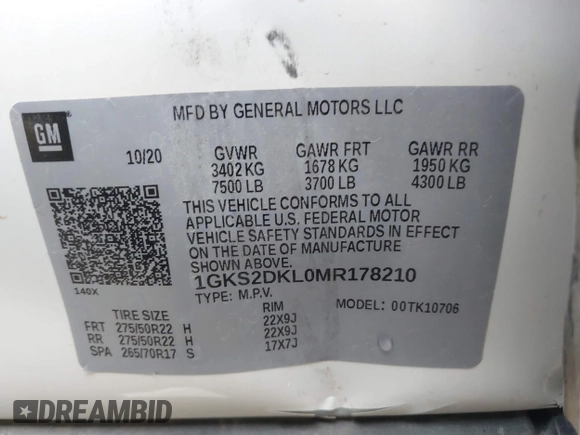 MFD BY GENERAL MOTORS LLC
GM
10/20 GVWR GAWR FRT GAWR RR
3402 KG 1678 KG 1950 KG
7500 LB 3700 LB 4300 LB
THIS VEHICLE CONFORMS TO ALL
APPLICABLE U.S. FEDERAL MOTOR
VEHICLE SAFETY STANDARDS IN EFFECT
ON THE DATE OF MANUFACTURE
SHOWN ABOVE.
1GKS2DKL0MR178210
140X
TYPE: M.P.V.
MODEL: 00TK10706
TIRE SIZE RIM
FRT 275/50R22 H 22X9J
RR 275/50R22 H 22X9J
SPA 265/70R17 S 17X7J
DREAMBID